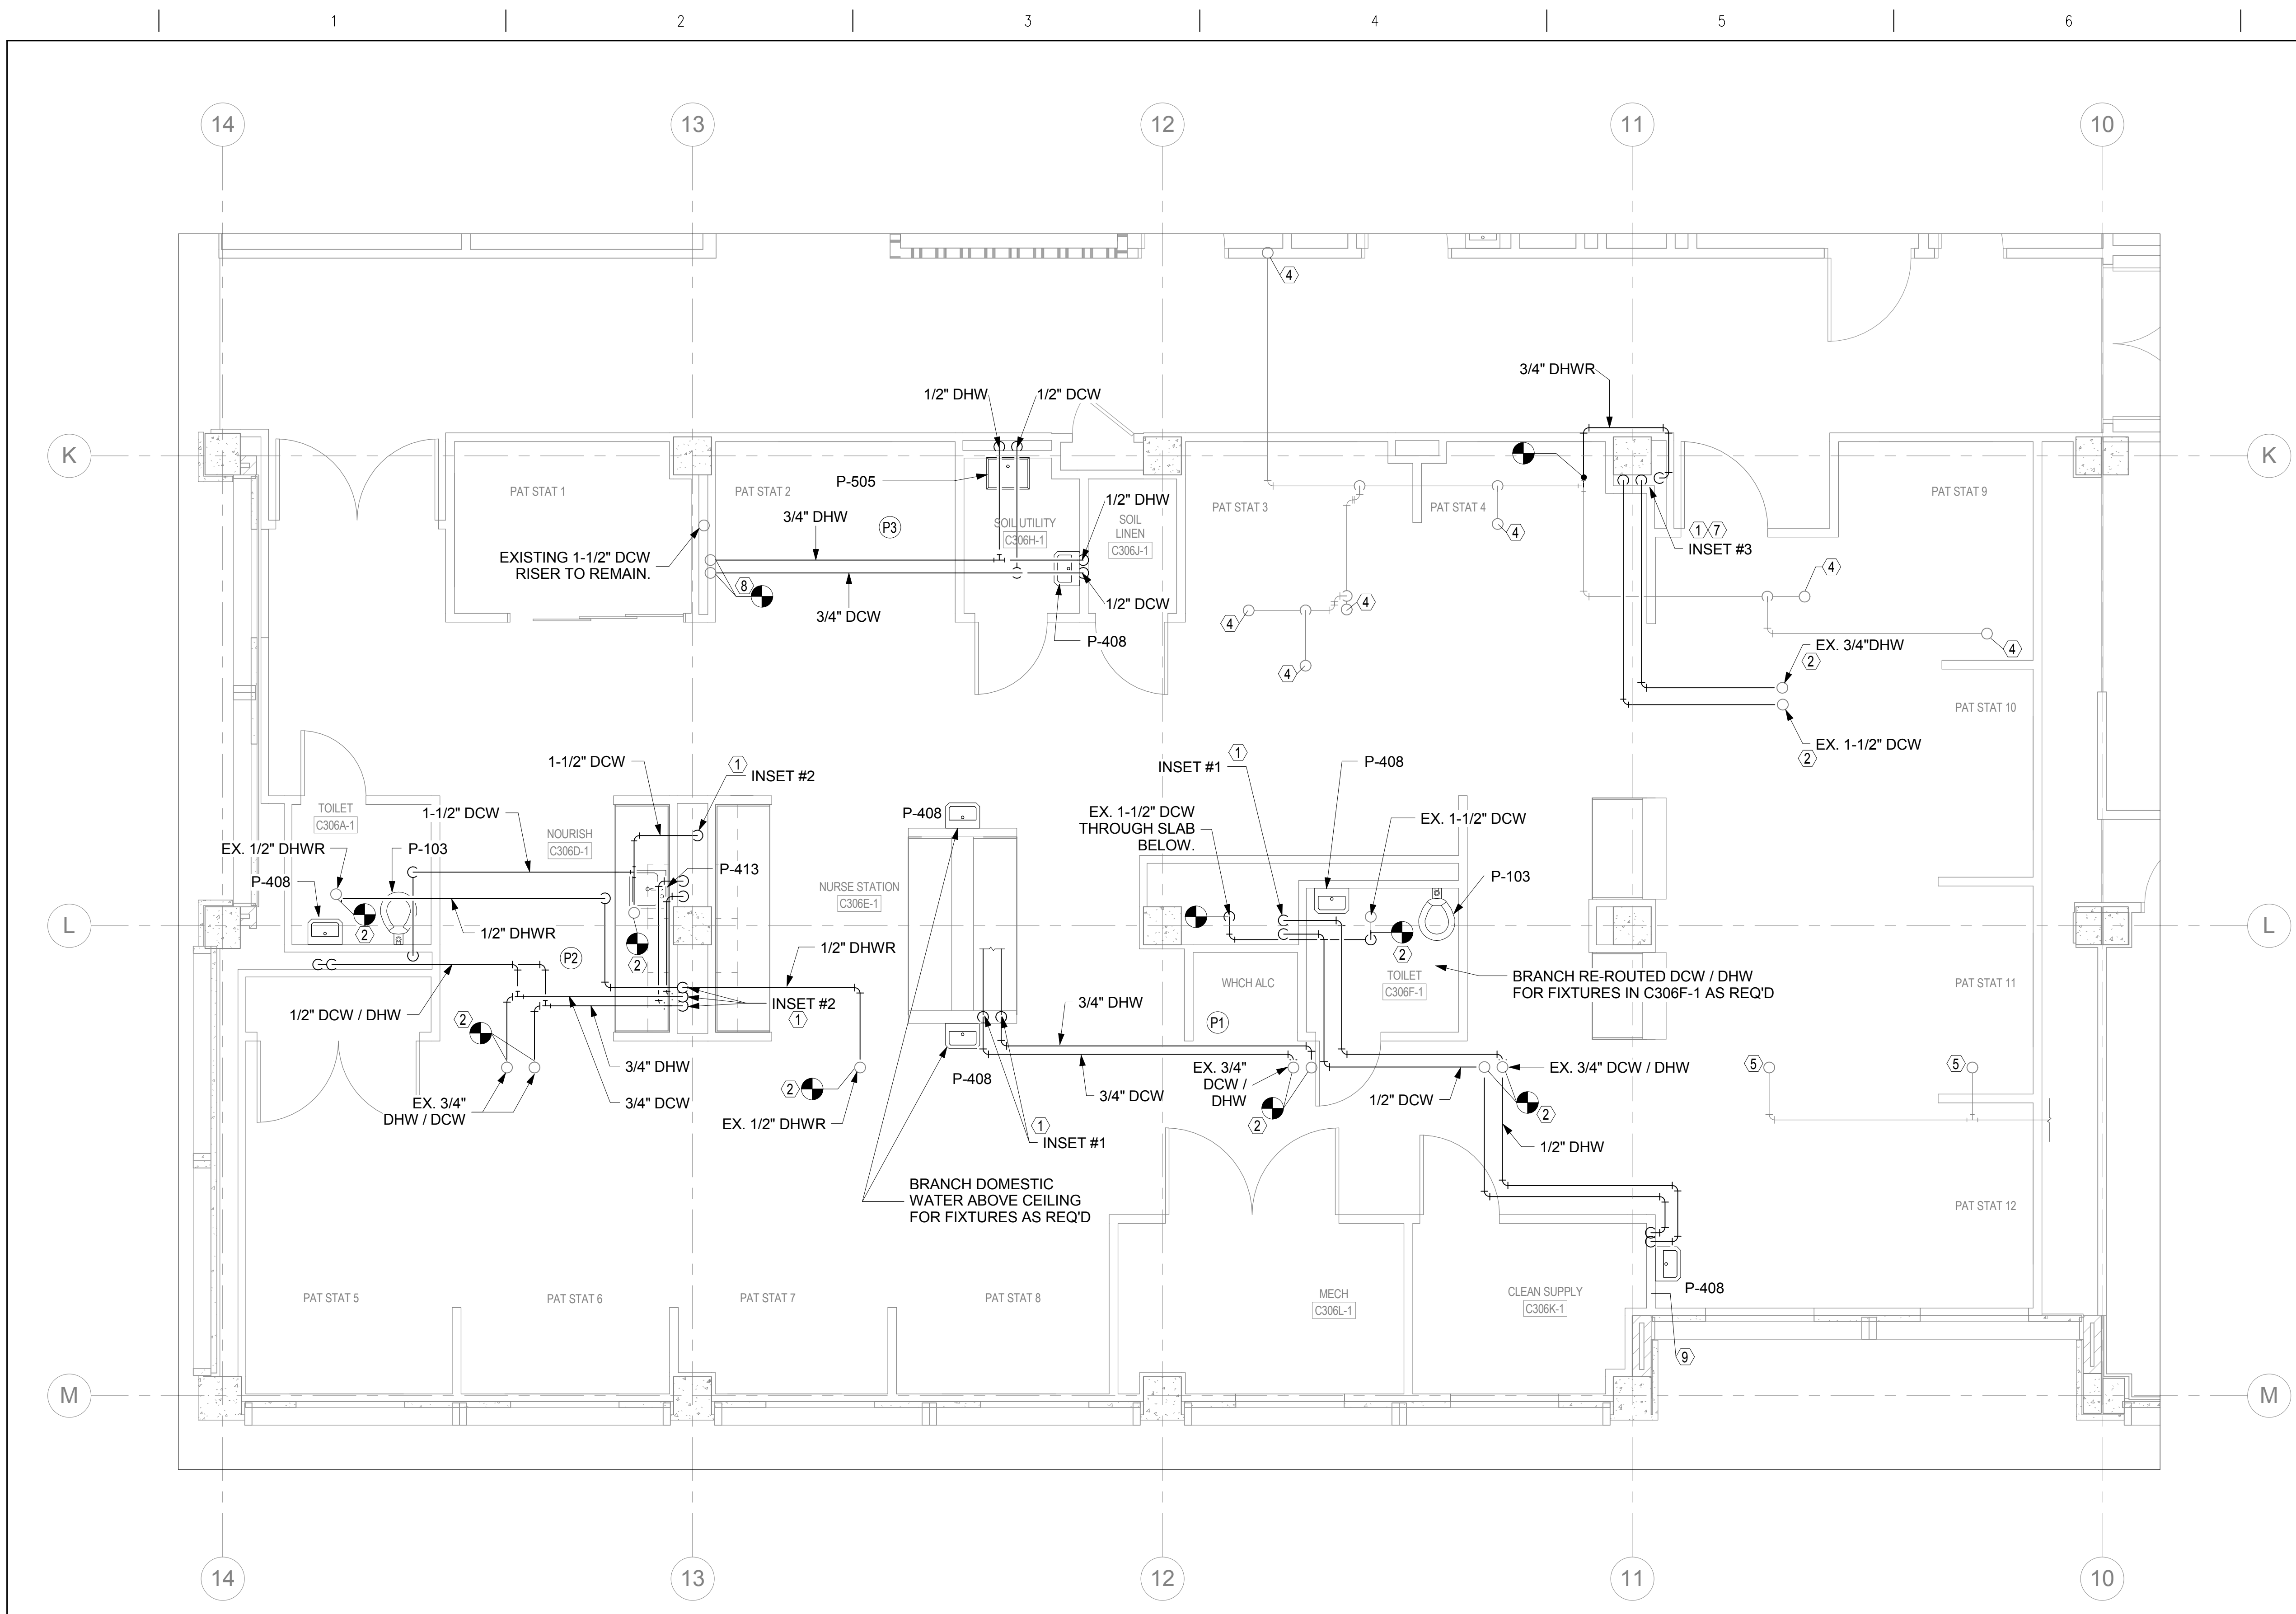 1 2 3 4 5 6
14 13 12 11 10
4
3/4" DHWR
1/2" DHW 1/2" DCW
K K
P-505
PAT STAT 1
PAT STAT 2
PAT STAT 3
PAT STAT 4
PAT STAT 9
1/2" DHW
3/4" DHW
P3
SOIL UTILITY
C306H-1
SOIL
LINEN
C306J-1
4
1 7
INSET #3
EXISTING 1-1/2" DCW
RISER TO REMAIN.
8
4
1/2" DCW
4
3/4" DCW
4
P-408
EX. 3/4"DHW
2
4
4
PAT STAT 10
EX. 1-1/2" DCW
2
1-1/2" DCW
1
INSET #2
1
INSET #1
P-408
TOILET
C306A-1
1-1/2" DCW
NOURISH
C306D-1
P-408
EX. 1-1/2" DCW
THROUGH SLAB
BELOW.
EX. 1-1/2" DCW
EX. 1/2" DHWR
P-103
P-413
P-408
NURSE STATION
C306E-1
P-103
L L
1/2" DHWR
2
P2
2
1/2" DHWR
2
TOILET
C306F-1
BRANCH RE-ROUTED DCW / DHW
FOR FIXTURES IN C306F-1 AS REQ'D
WHCH ALC
PAT STAT 11
INSET #2
1
3/4" DHW
1/2" DCW / DHW
2
P1
3/4" DHW
EX. 3/4"
DCW /
DHW
EX. 3/4" DCW / DHW
5 5
P-408
2
3/4" DCW
3/4" DCW
1/2" DCW
EX. 3/4"
DHW / DCW
EX. 1/2" DHWR
1
INSET #1
2
2
1/2" DHW
BRANCH DOMESTIC
WATER ABOVE CEILING
FOR FIXTURES AS REQ'D
PAT STAT 12
PAT STAT 5
PAT STAT 6
PAT STAT 7
PAT STAT 8
MECH
C306L-1
CLEAN SUPPLY
C306K-1
P-408
9
M M
14 13 12 11 10